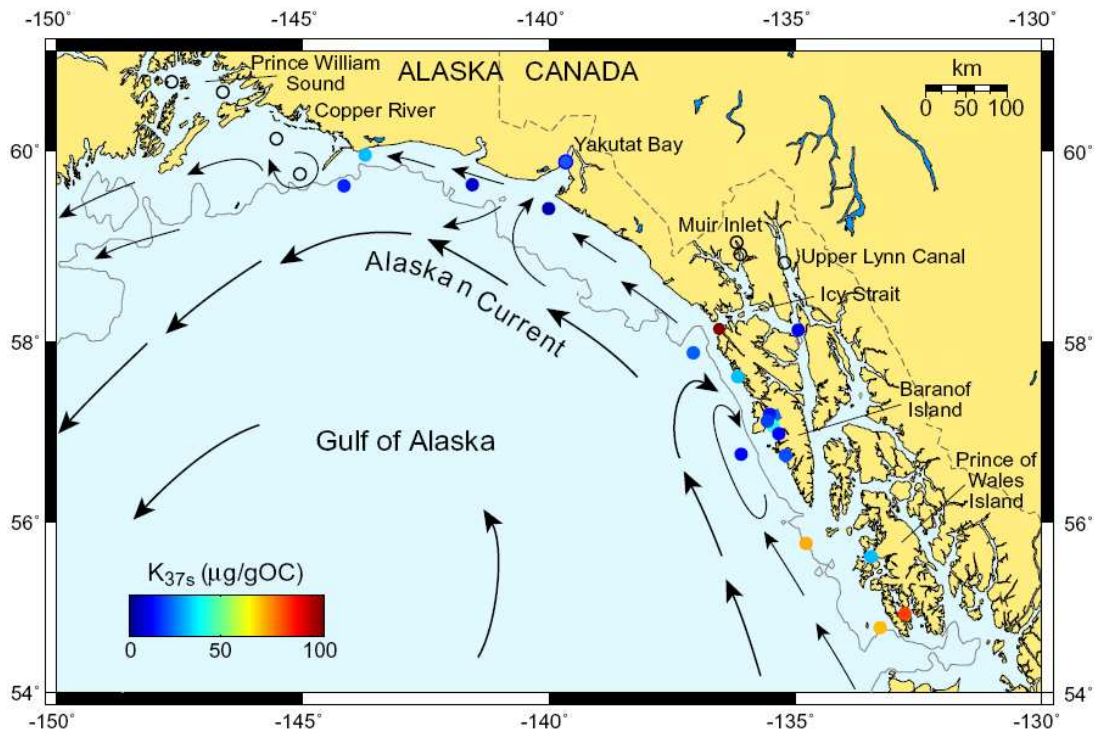 -150˚ -145˚ -140˚ -135˚ -130˚
Prince William
Sound
ALASKA CANADA
km
0 50 100
Copper River
60˚ 60˚
Yakutat Bay
Muir Inlet
Upper Lynn Canal
Icy Strait
Alaskan Current
58˚ 58˚
Baranof
Island
Gulf of Alaska
Prince of
Wales
Island
56˚ 56˚
K37s (μg/gOC)
0 50 100
54˚ 54˚
-150˚ -145˚ -140˚ -135˚ -130˚